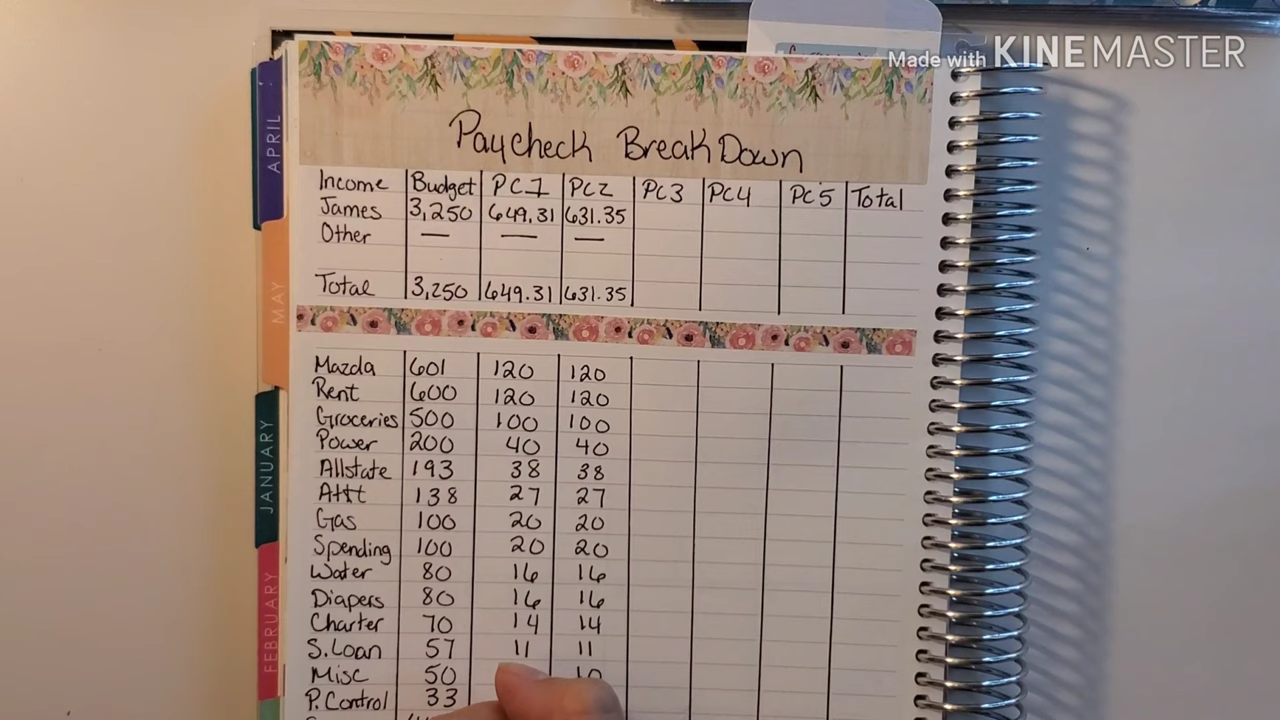 Made with KINEMASTER
Paycheck BreakDown
Income Budget PC1 PC2 PC3 PC4 PC5 Total
James 3,250 649.31 631.35
Other — — —
Total 3,250 649.31 631.35
Mazda 601 120 120
Rent 600 120 120
Groceries 500 100 100
Power 200 40 40
Allstate 193 38 38
Att 138 27 27
Gas 100 20 20
Spending 100 20 20
Water 80 16 16
Diapers 80 16 16
Charter 70 14 14
S.Loan 57 11 11
Misc 50 10
P.Control 33
APRIL
MAY
JANUARY
FEBRUARY